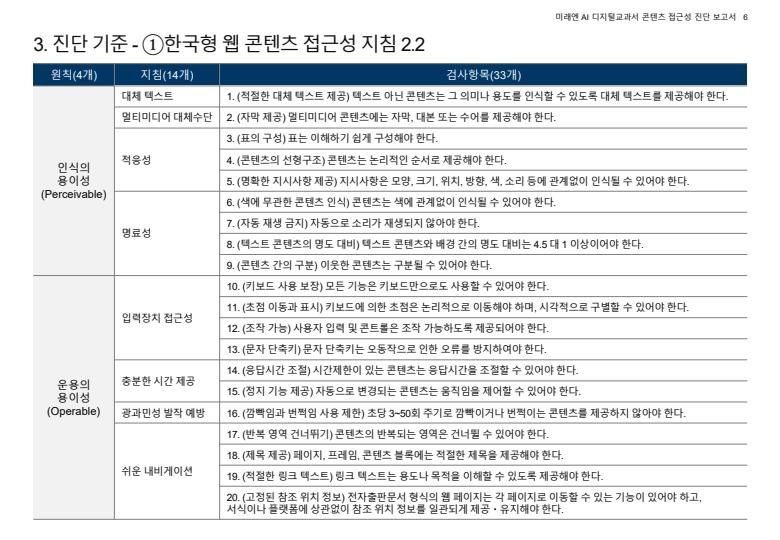 미래엔 AI 디지털교과서 콘텐츠 접근성 진단 보고서 6
3. 진단 기준 - ①한국형 웹 콘텐츠 접근성 지침 2.2
원칙(4개) 지침(14개) 검사항목(33개)
인식의
용이성
(Perceivable)
대체 텍스트
1. (적절한 대체 텍스트 제공) 텍스트 아닌 콘텐츠는 그 의미나 용도를 인식할 수 있도록 대체 텍스트를 제공해야 한다.
멀티미디어 대체수단
2. (자막 제공) 멀티미디어 콘텐츠에는 자막, 대본 또는 수어를 제공해야 한다.
적응성
3. (표의 구성) 표는 이해하기 쉽게 구성해야 한다.
4. (콘텐츠의 선형구조) 콘텐츠는 논리적인 순서로 제공해야 한다.
5. (명확한 지시사항 제공) 지시사항은 모양, 크기, 위치, 방향, 색, 소리 등에 관계없이 인식될 수 있어야 한다.
명료성
6. (색에 무관한 콘텐츠 인식) 콘텐츠는 색에 관계없이 인식될 수 있어야 한다.
7. (자동 재생 금지) 자동으로 소리가 재생되지 않아야 한다.
8. (텍스트 콘텐츠의 명도 대비) 텍스트 콘텐츠와 배경 간의 명도 대비는 4.5 대 1 이상이어야 한다.
9. (콘텐츠 간의 구분) 이웃한 콘텐츠는 구분될 수 있어야 한다.
운용의
용이성
(Operable)
입력장치 접근성
10. (키보드 사용 보장) 모든 기능은 키보드만으로도 사용할 수 있어야 한다.
11. (초점 이동과 표시) 키보드에 의한 초점은 논리적으로 이동해야 하며, 시각적으로 구별할 수 있어야 한다.
12. (조작 가능) 사용자 입력 및 콘트롤은 조작 가능하도록 제공되어야 한다.
13. (문자 단축키) 문자 단축키는 오동작으로 인한 오류를 방지하여야 한다.
충분한 시간 제공
14. (응답시간 조절) 시간제한이 있는 콘텐츠는 응답시간을 조절할 수 있어야 한다.
15. (정지 기능 제공) 자동으로 변경되는 콘텐츠는 움직임을 제어할 수 있어야 한다.
광과민성 발작 예방
16. (깜빡임과 번쩍임 사용 제한) 초당 3~50회 주기로 깜빡이거나 번쩍이는 콘텐츠를 제공하지 않아야 한다.
쉬운 내비게이션
17. (반복 영역 건너뛰기) 콘텐츠의 반복되는 영역은 건너뛸 수 있어야 한다.
18. (제목 제공) 페이지, 프레임, 콘텐츠 블록에는 적절한 제목을 제공해야 한다.
19. (적절한 링크 텍스트) 링크 텍스트는 용도나 목적을 이해할 수 있도록 제공해야 한다.
20. (고정된 참조 위치 정보) 전자출판문서 형식의 웹 페이지는 각 페이지로 이동할 수 있는 기능이 있어야 하고,
서식이나 플랫폼에 상관없이 참조 위치 정보를 일관되게 제공・유지해야 한다.